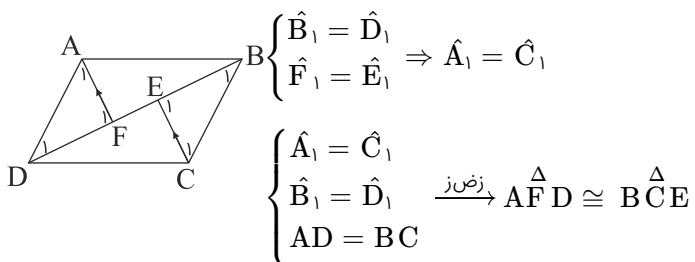 A B
E
F
D C
B̂₁ = D̂₁
F̂₁ = Ê₁
⇒ Â₁ = Ĉ₁
Â₁ = Ĉ₁
B̂₁ = D̂₁
AD = BC
زضز
→ AF̂D ≅ BĈE
Δ Δ